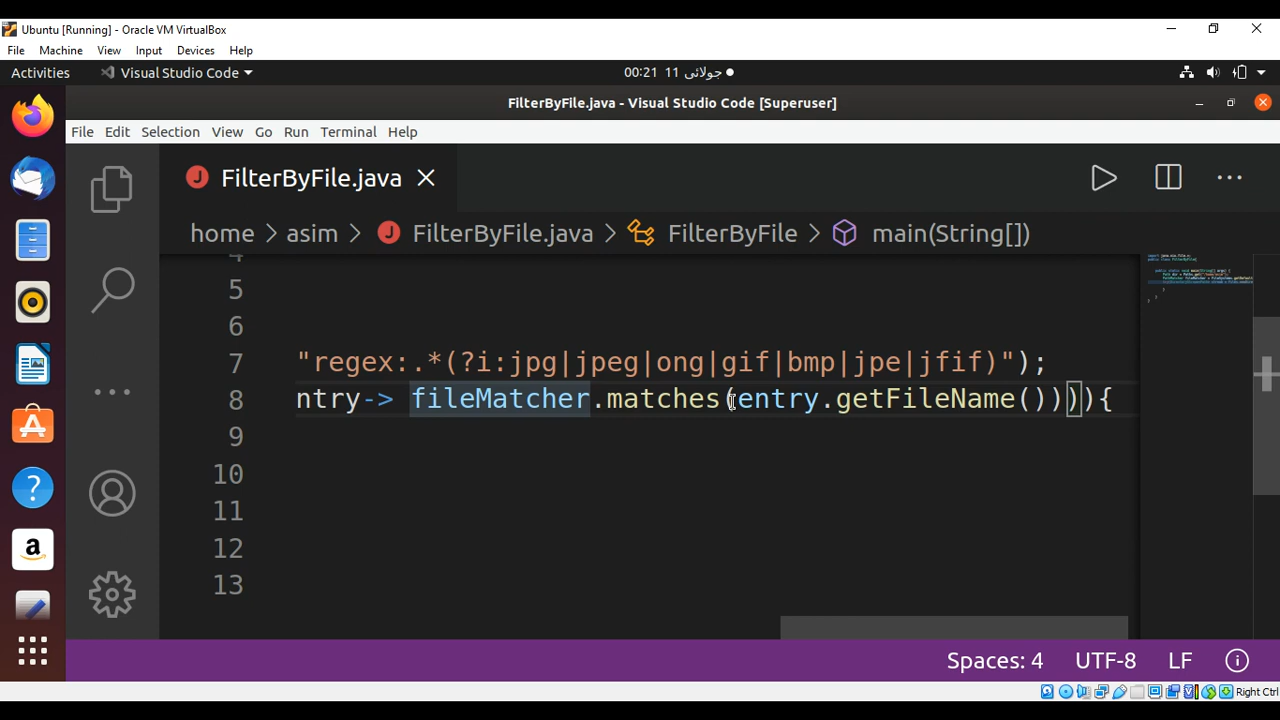 Ubuntu [Running] - Oracle VM VirtualBox
File Machine View Input Devices Help
Activities Visual Studio Code 00:21 11 جولائی
FilterByFile.java - Visual Studio Code [Superuser]
File Edit Selection View Go Run Terminal Help
FilterByFile.java
home > asim > FilterByFile.java > FilterByFile > main(String[])
4
5
6
7 "regex:.*(?i:jpg|jpeg|ong|gif|bmp|jpe|jfif)");
8 ntry-> fileMatcher.matches(entry.getFileName()))){
9
10
11
12
13
Spaces: 4 UTF-8 LF
Right Ctrl